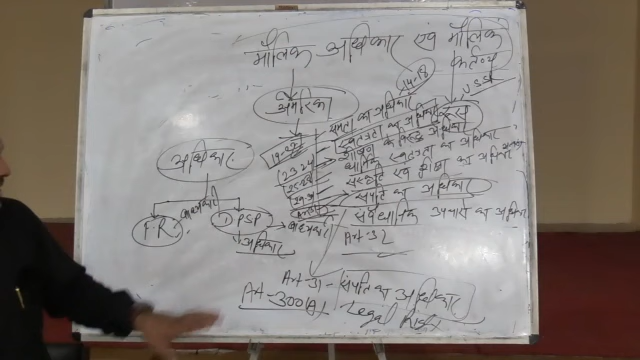 मौलिक अधिकार एवं मौलिक
कर्तव्य
USSR
अमेरिका
14-18
समता का अधिकार
19-22
स्वतंत्रता का अधिकार
23 24
शोषण के विरुद्ध अधिकार
25-28
धार्मिक स्वतंत्रता का अधिकार
29-30
संस्कृति एवं शिक्षा का अधिकार
संपत्ति का अधिकार
संवैधानिक उपचारों का अधिकार
Art-32
अधिकार
FR
DPSP
अधिकार
Art-31 - संपत्ति का अधिकार
Art-300(A) Legal Right